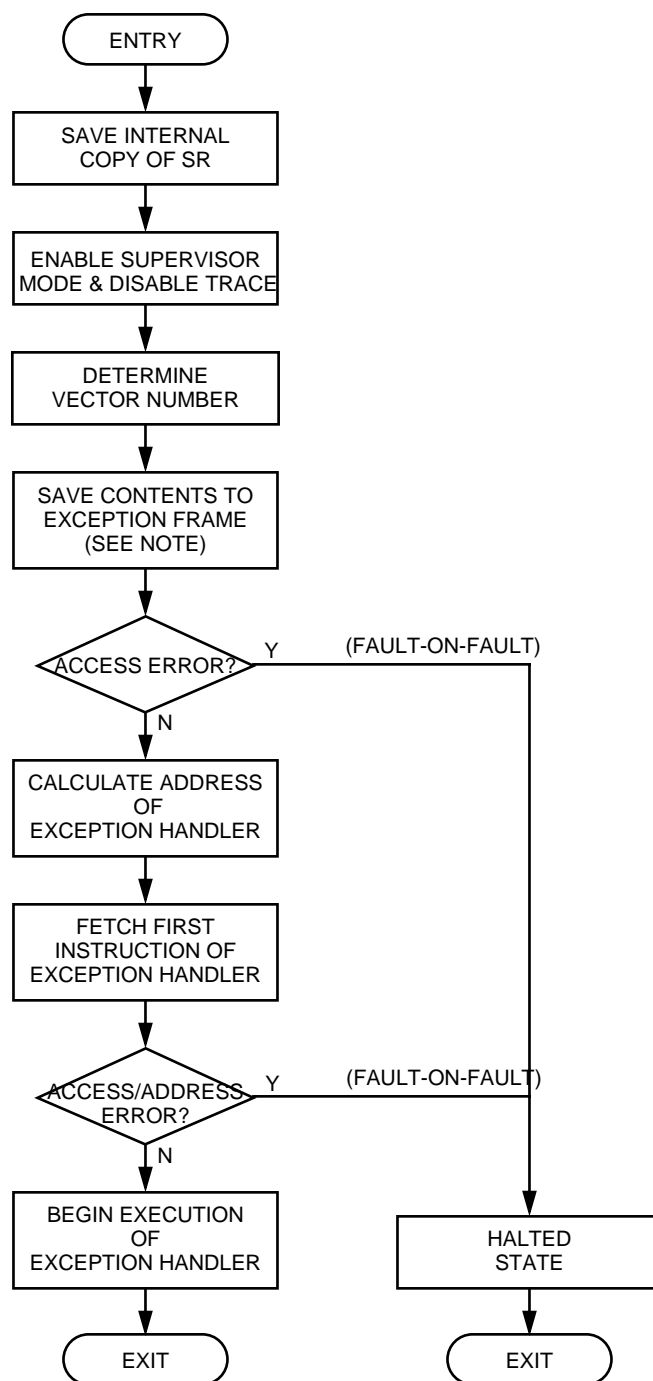 ENTRY
SAVE INTERNAL
COPY OF SR
ENABLE SUPERVISOR
MODE & DISABLE TRACE
DETERMINE
VECTOR NUMBER
SAVE CONTENTS TO
EXCEPTION FRAME
(SEE NOTE)
ACCESS ERROR?
Y
(FAULT-ON-FAULT)
N
CALCULATE ADDRESS
OF
EXCEPTION HANDLER
FETCH FIRST
INSTRUCTION OF
EXCEPTION HANDLER
ACCESS/ADDRESS
ERROR?
Y
(FAULT-ON-FAULT)
N
BEGIN EXECUTION
OF
EXCEPTION HANDLER
HALTED
STATE
EXIT
EXIT